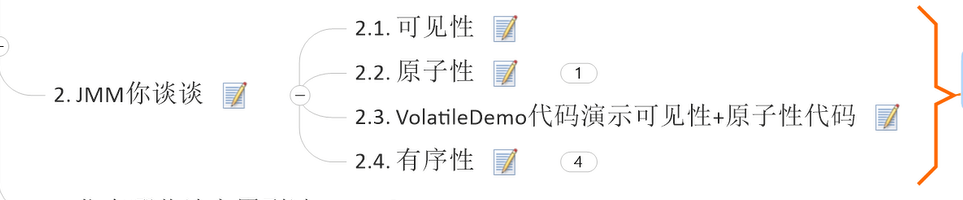 2.1. 可见性
2.2. 原子性 1
2. JMM你谈谈
2.3. VolatileDemo代码演示可见性+原子性代码
2.4. 有序性 4